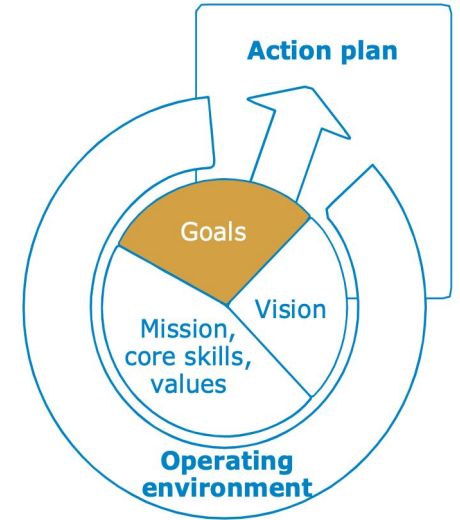 Action plan
Goals
Vision
Mission,
core skills,
values
Operating
environment